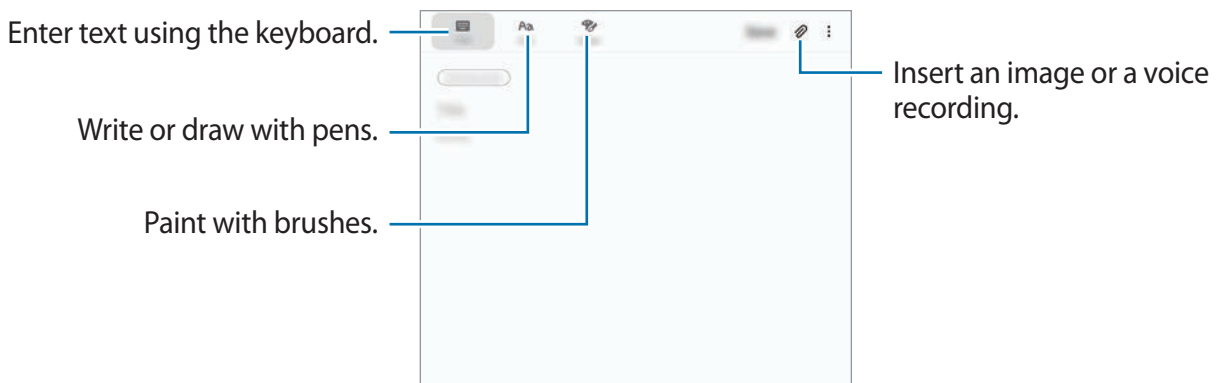 Enter text using the keyboard.
Aa
Insert an image or a voice
recording.
Write or draw with pens.
Paint with brushes.